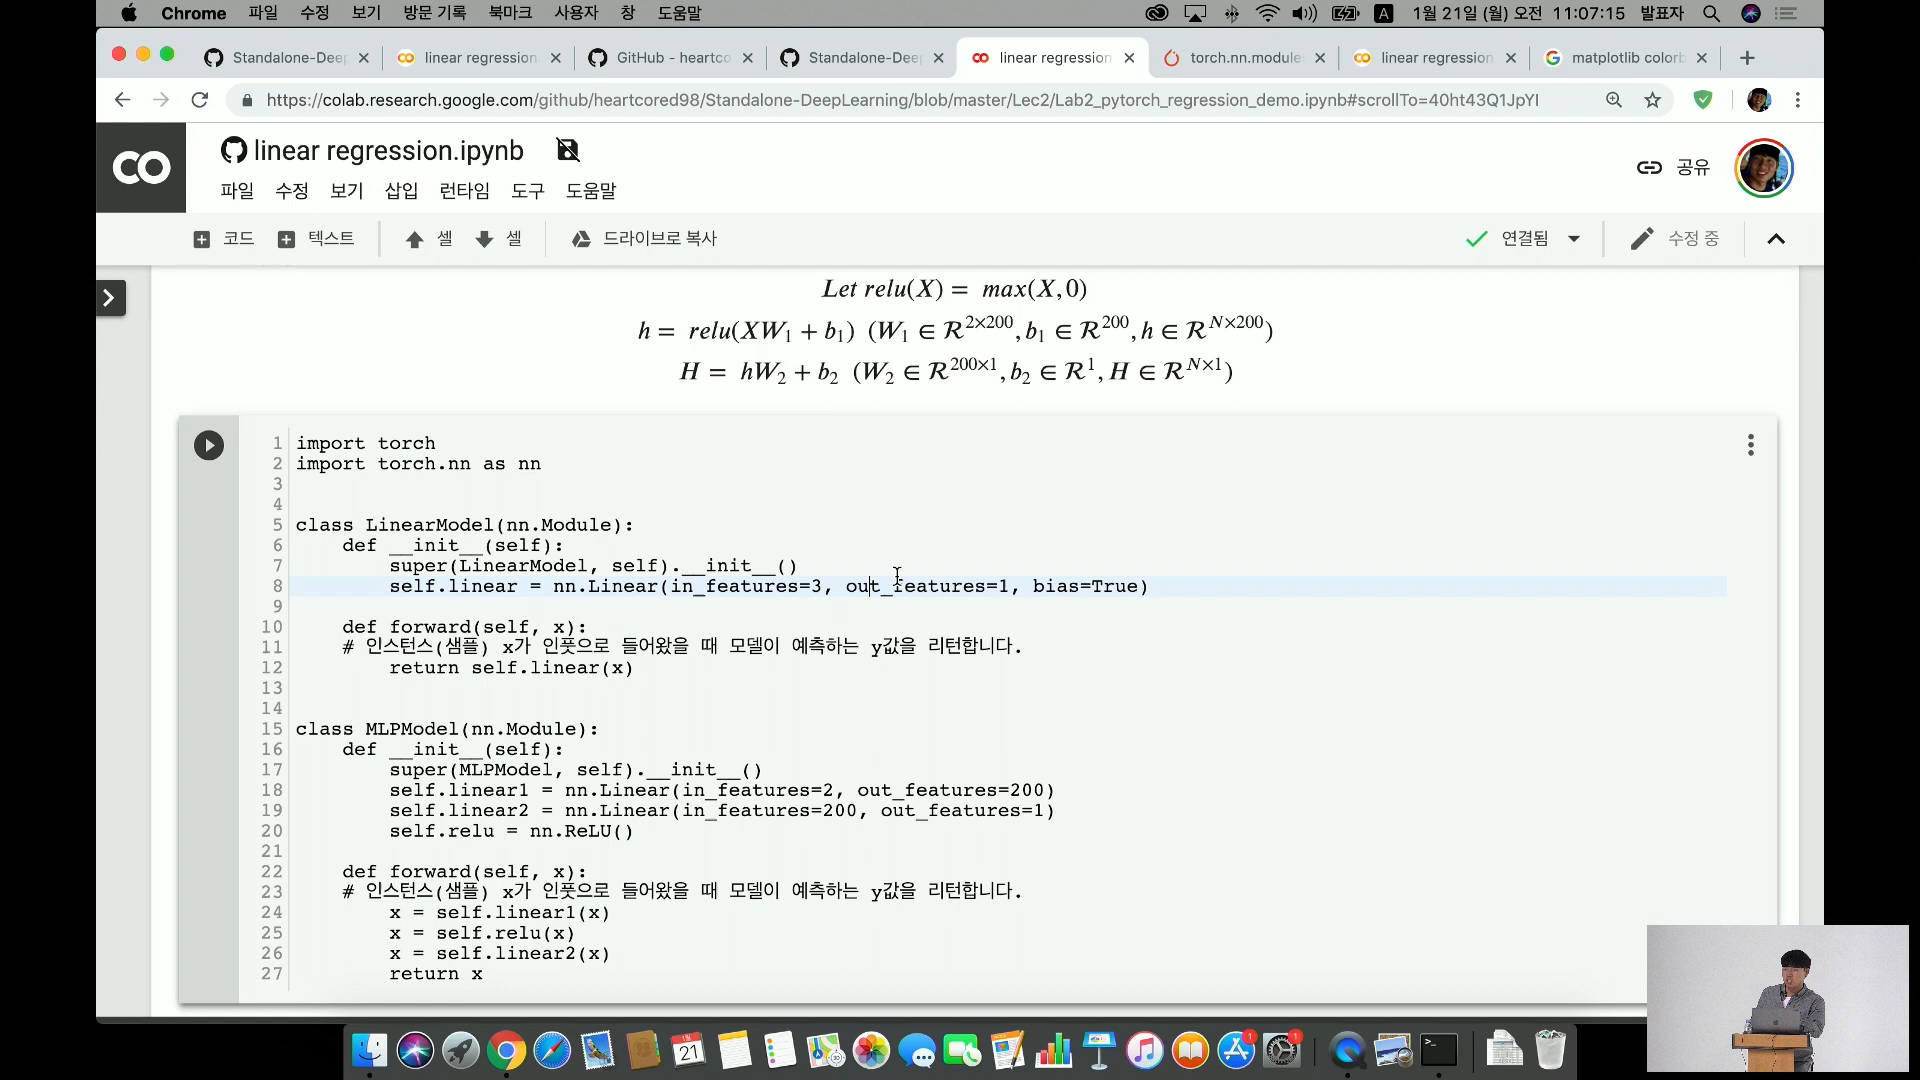 Chrome 파일 수정 보기 방문 기록 북마크 사용자 창 도움말 A 1월 21일 (월) 오전 11:07:15 발표자
Standalone-Deep linear regression. GitHub - heartco Standalone-Deep linear regression torch.nn.module linear regression matplotlib colorb
https://colab.research.google.com/github/heartcored98/Standalone-DeepLearning/blob/master/Lec2/Lab2_pytorch_regression_demo.ipynb#scrollTo=40ht43Q1JpYI
CO linear regression.ipynb
공유
파일 수정 보기 삽입 런타임 도구 도움말
코드 텍스트 셀 셀 드라이브로 복사 연결됨 수정 중
Let relu(X) = max(X, 0)
h = relu(XW₁ + b₁) (W₁ ∈ R^{2×200}, b₁ ∈ R^{200}, h ∈ R^{N×200})
H = hW₂ + b₂ (W₂ ∈ R^{200×1}, b₂ ∈ R^1, H ∈ R^{N×1})
1 import torch
2 import torch.nn as nn
3
4
5 class LinearModel(nn.Module):
6     def __init__(self):
7         super(LinearModel, self).__init__()
8         self.linear = nn.Linear(in_features=3, out_features=1, bias=True)
9
10     def forward(self, x):
11     # 인스턴스(샘플) x가 인풋으로 들어왔을 때 모델이 예측하는 y값을 리턴합니다.
12         return self.linear(x)
13
14
15 class MLPModel(nn.Module):
16     def __init__(self):
17         super(MLPModel, self).__init__()
18         self.linear1 = nn.Linear(in_features=2, out_features=200)
19         self.linear2 = nn.Linear(in_features=200, out_features=1)
20         self.relu = nn.ReLU()
21
22     def forward(self, x):
23     # 인스턴스(샘플) x가 인풋으로 들어왔을 때 모델이 예측하는 y값을 리턴합니다.
24         x = self.linear1(x)
25         x = self.relu(x)
26         x = self.linear2(x)
27         return x
21 1 1